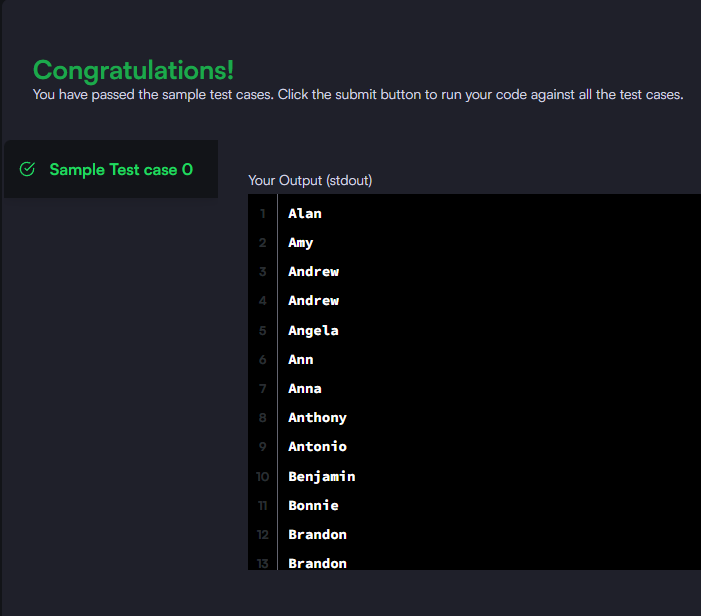 Congratulations!
You have passed the sample test cases. Click the submit button to run your code against all the test cases.
Sample Test case 0
Your Output (stdout)
1 Alan
2 Amy
3 Andrew
4 Andrew
5 Angela
6 Ann
7 Anna
8 Anthony
9 Antonio
10 Benjamin
11 Bonnie
12 Brandon
13 Brandon